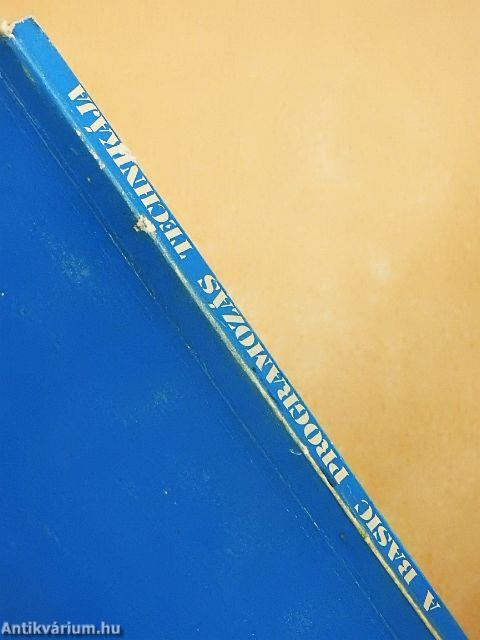 A BASIC PROGRAMOZÁS TECHNIKÁJA
Antikvárium.hu